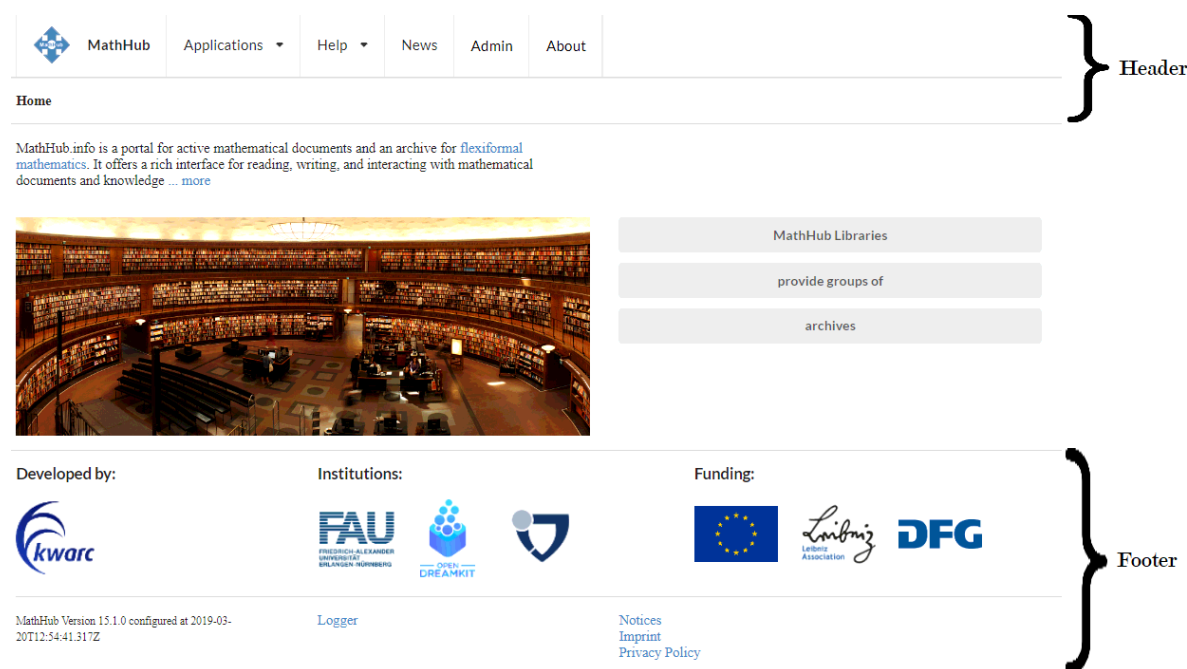 MathHub
MathHub Applications Help News Admin About
Header
Home
MathHub.info is a portal for active mathematical documents and an archive for flexiformal
mathematics. It offers a rich interface for reading, writing, and interacting with mathematical
documents and knowledge ... more
MathHub Libraries
provide groups of
archives
Developed by:
kwarc
Institutions:
FAU
FRIEDRICH-ALEXANDER
UNIVERSITÄT
ERLANGEN-NÜRNBERG
OPEN
DREAMKIT
Funding:
Leibniz
Leibniz
Association
DFG
Footer
MathHub Version 15.1.0 configured at 2019-03-
20T12:54:41.317Z
Logger
Notices
Imprint
Privacy Policy